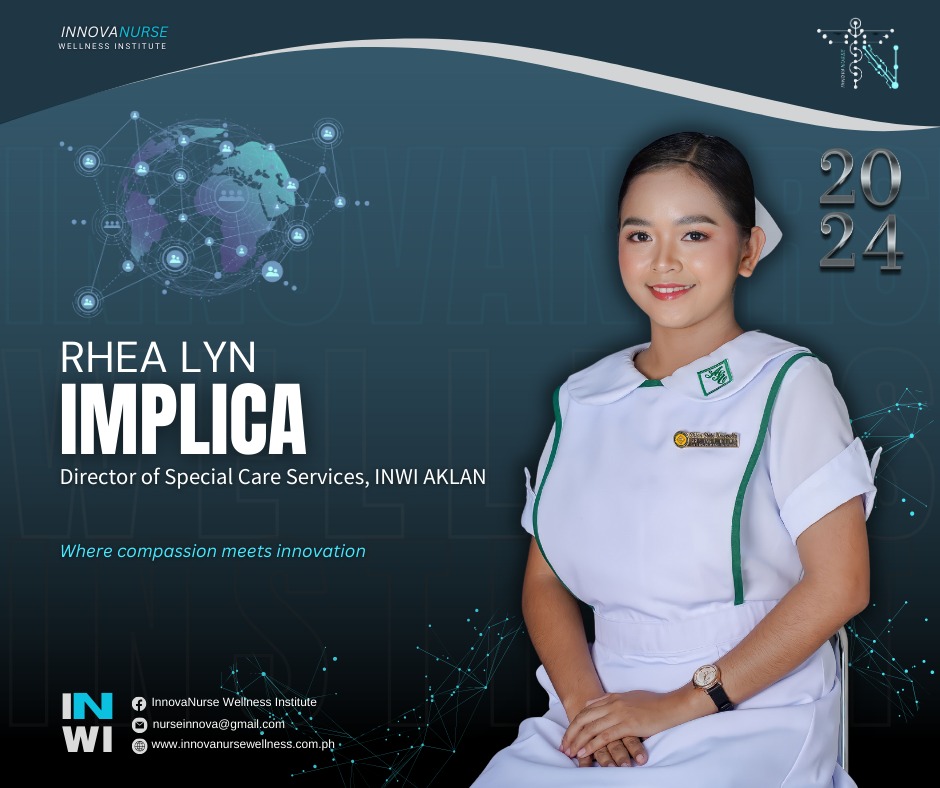 INNOVANURSE
WELLNESS INSTITUTE
20
24
RHEA LYN
IMPLICA
Director of Special Care Services, INWI AKLAN
Where compassion meets innovation
IN
WI
InnovaNurse Wellness Institute
nurseinnova@gmail.com
www.innovanursewellness.com.ph